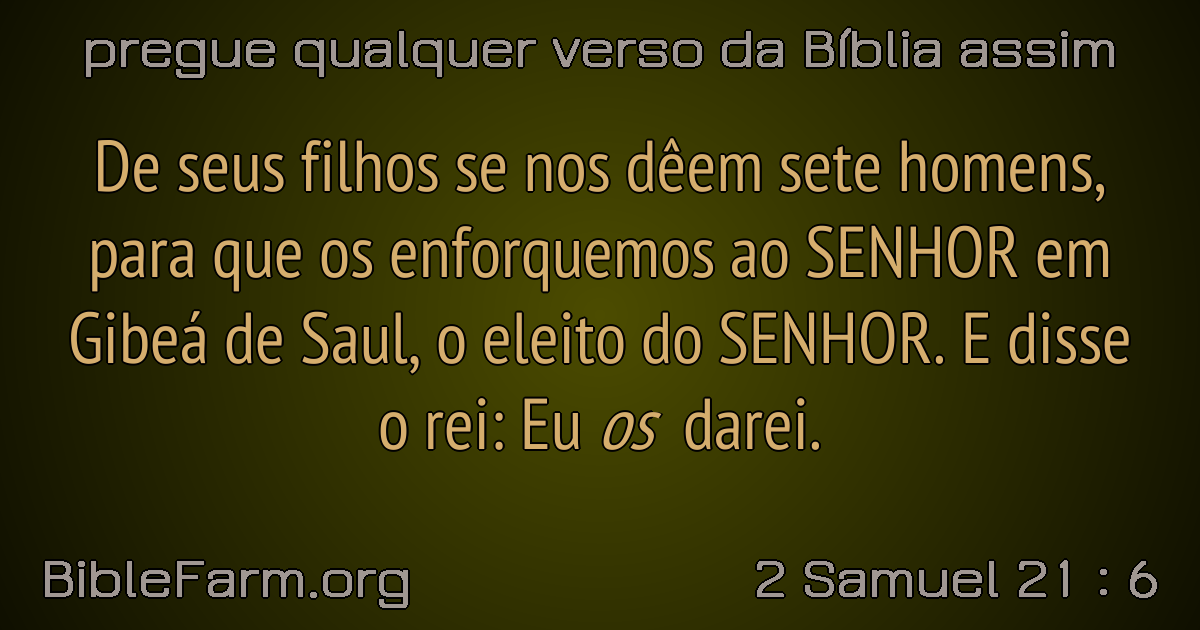 pregue qualquer verso da Bíblia assim
De seus filhos se nos dêem sete homens,
para que os enforquemos ao SENHOR em
Gibeá de Saul, o eleito do SENHOR. E disse
o rei: Eu os darei.
BibleFarm.org
2 Samuel 21 : 6